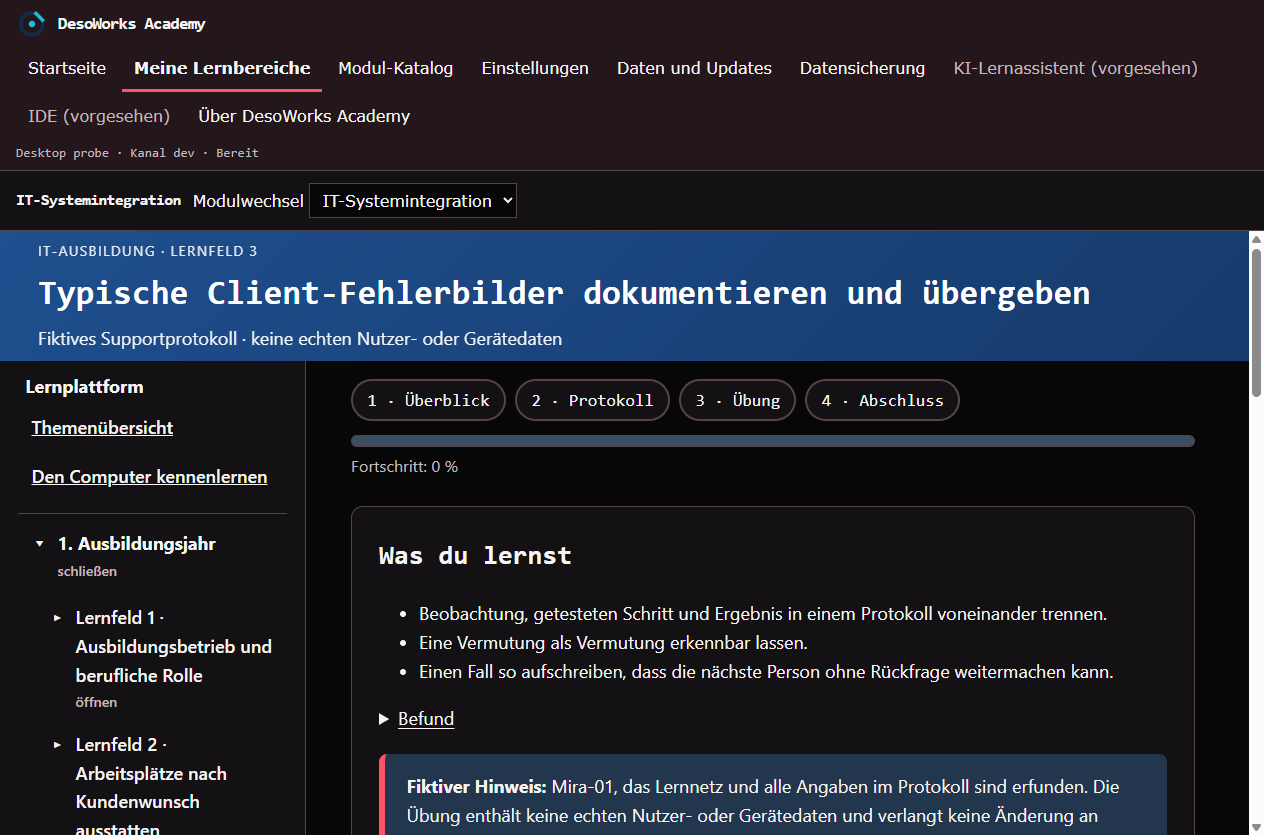 DesoWorks Academy
Startseite Meine Lernbereiche Modul-Katalog Einstellungen Daten und Updates Datensicherung KI-Lernassistent (vorgesehen)
IDE (vorgesehen) Über DesoWorks Academy
Desktop probe · Kanal dev · Bereit
IT-Systemintegration Modulwechsel IT-Systemintegration
IT-AUSBILDUNG · LERNFELD 3
Typische Client-Fehlerbilder dokumentieren und übergeben
Fiktives Supportprotokoll · keine echten Nutzer- oder Gerätedaten
Lernplattform
Themenübersicht
Den Computer kennenlernen
1. Ausbildungsjahr
schließen
Lernfeld 1 ·
Ausbildungsbetrieb und
berufliche Rolle
öffnen
Lernfeld 2 ·
Arbeitsplätze nach
Kundenwunsch
ausstatten
1 · Überblick 2 · Protokoll 3 · Übung 4 · Abschluss
Fortschritt: 0 %
Was du lernst
• Beobachtung, getesteten Schritt und Ergebnis in einem Protokoll voneinander trennen.
• Eine Vermutung als Vermutung erkennbar lassen.
• Einen Fall so aufschreiben, dass die nächste Person ohne Rückfrage weitermachen kann.
Befund
Fiktiver Hinweis: Mira-01, das Lernnetz und alle Angaben im Protokoll sind erfunden. Die
Übung enthält keine echten Nutzer- oder Gerätedaten und verlangt keine Änderung an